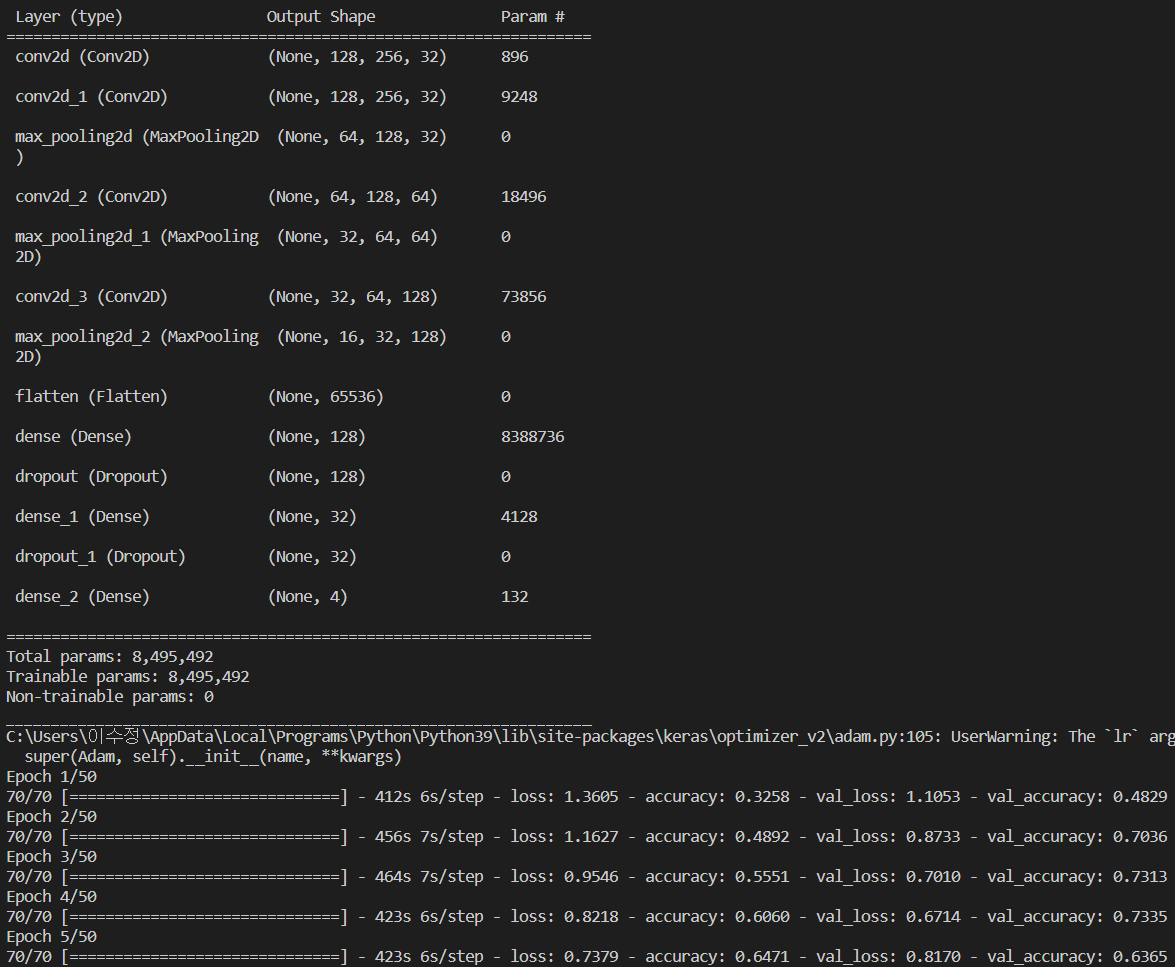 Layer (type) Output Shape Param #
=================================================================
conv2d (Conv2D) (None, 128, 256, 32) 896
conv2d_1 (Conv2D) (None, 128, 256, 32) 9248
max_pooling2d (MaxPooling2D (None, 64, 128, 32) 0
)
conv2d_2 (Conv2D) (None, 64, 128, 64) 18496
max_pooling2d_1 (MaxPooling (None, 32, 64, 64) 0
2D)
conv2d_3 (Conv2D) (None, 32, 64, 128) 73856
max_pooling2d_2 (MaxPooling (None, 16, 32, 128) 0
2D)
flatten (Flatten) (None, 65536) 0
dense (Dense) (None, 128) 8388736
dropout (Dropout) (None, 128) 0
dense_1 (Dense) (None, 32) 4128
dropout_1 (Dropout) (None, 32) 0
dense_2 (Dense) (None, 4) 132
=================================================================
Total params: 8,495,492
Trainable params: 8,495,492
Non-trainable params: 0
_________________________________________________________________
C:\Users\이수정\AppData\Local\Programs\Python\Python39\lib\site-packages\keras\optimizer_v2\adam.py:105: UserWarning: The `lr` arg
super(Adam, self).__init__(name, **kwargs)
Epoch 1/50
70/70 [==============================] - 412s 6s/step - loss: 1.3605 - accuracy: 0.3258 - val_loss: 1.1053 - val_accuracy: 0.4829
Epoch 2/50
70/70 [==============================] - 456s 7s/step - loss: 1.1627 - accuracy: 0.4892 - val_loss: 0.8733 - val_accuracy: 0.7036
Epoch 3/50
70/70 [==============================] - 464s 7s/step - loss: 0.9546 - accuracy: 0.5551 - val_loss: 0.7010 - val_accuracy: 0.7313
Epoch 4/50
70/70 [==============================] - 423s 6s/step - loss: 0.8218 - accuracy: 0.6060 - val_loss: 0.6714 - val_accuracy: 0.7335
Epoch 5/50
70/70 [==============================] - 423s 6s/step - loss: 0.7379 - accuracy: 0.6471 - val_loss: 0.8170 - val_accuracy: 0.6365